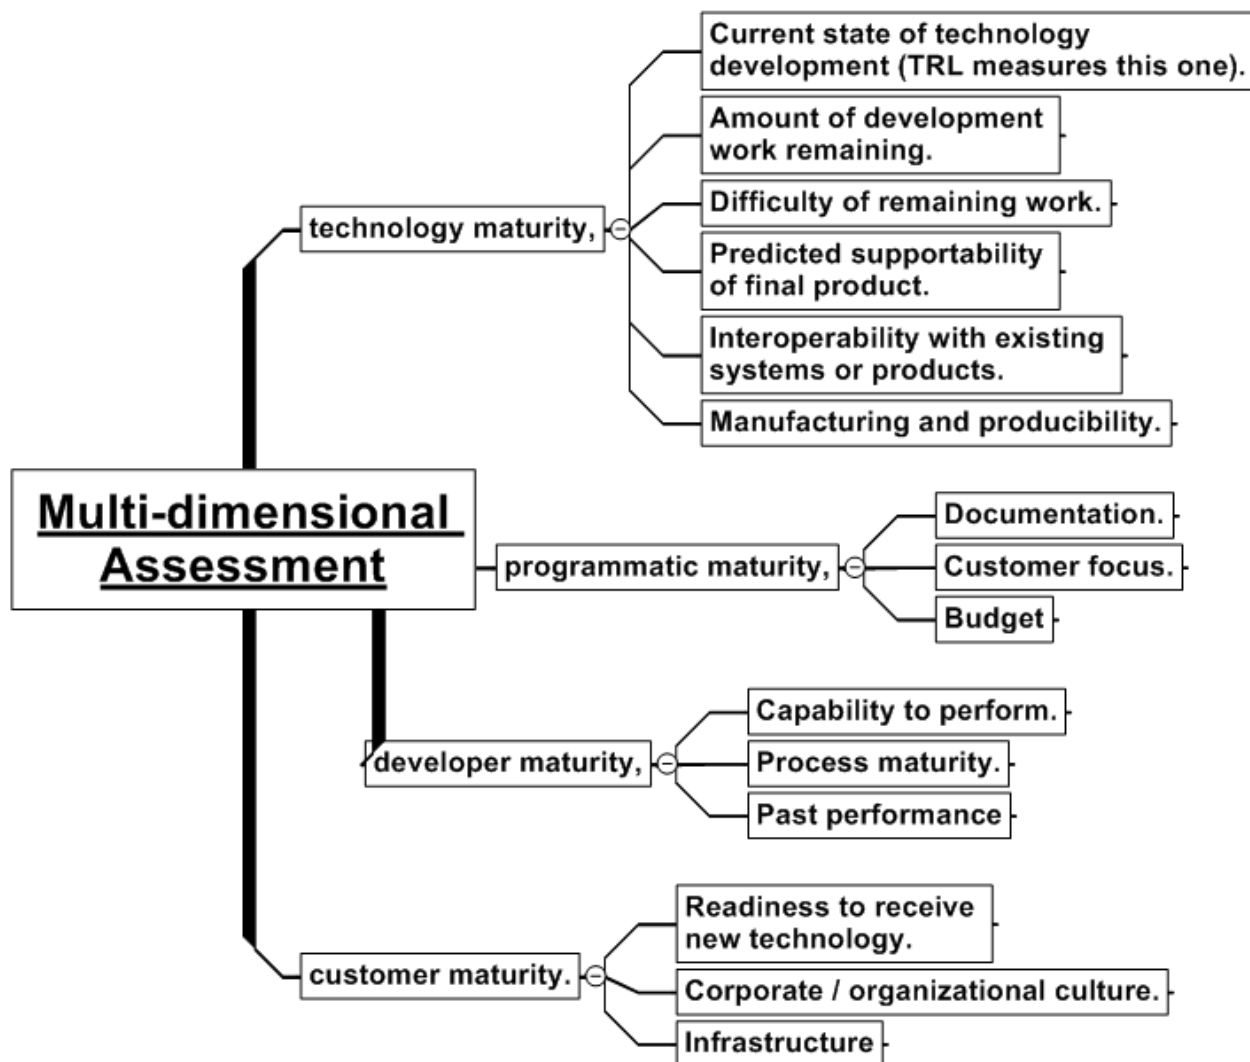 Current state of technology
development (TRL measures this one).
Amount of development
work remaining.
Difficulty of remaining work.
technology maturity,
Predicted supportability
of final product.
Interoperability with existing
systems or products.
Manufacturing and producibility.
Multi-dimensional
Assessment
programmatic maturity,
Documentation.
Customer focus.
Budget
developer maturity,
Capability to perform.
Process maturity.
Past performance
customer maturity.
Readiness to receive
new technology.
Corporate / organizational culture.
Infrastructure